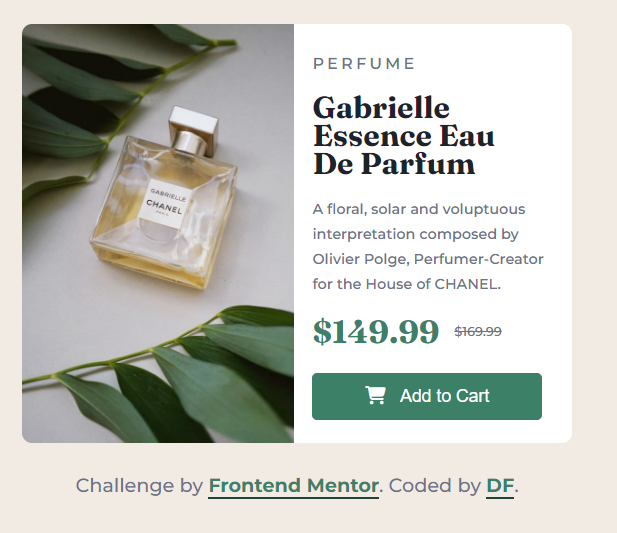 GABRIELLE
CHANEL
PARIS
PERFUME
Gabrielle
Essence Eau
De Parfum
A floral, solar and voluptuous
interpretation composed by
Olivier Polge, Perfumer-Creator
for the House of CHANEL.
$149.99 $169.99
Add to Cart
Challenge by Frontend Mentor. Coded by DF.